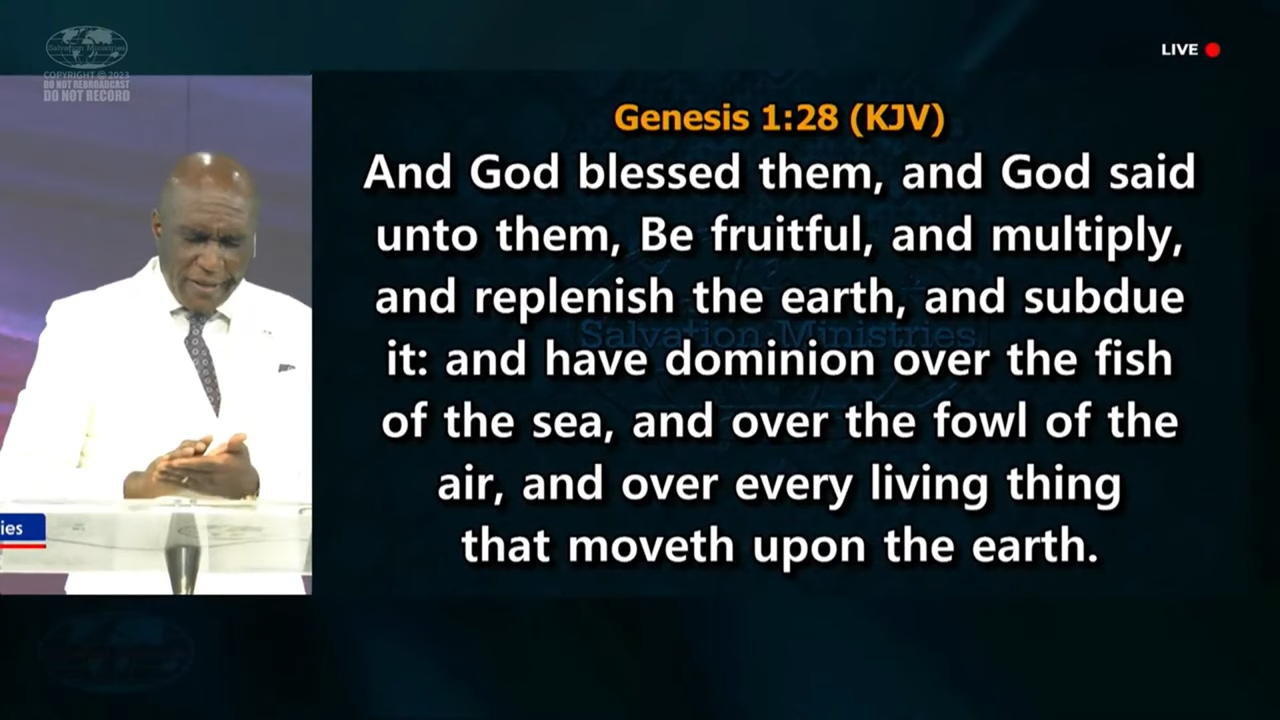 Salvation Ministries
COPYRIGHT © 2023
DO NOT REBROADCAST
DO NOT RECORD
LIVE
Genesis 1:28 (KJV)
And God blessed them, and God said
unto them, Be fruitful, and multiply,
and replenish the earth, and subdue
it: and have dominion over the fish
of the sea, and over the fowl of the
air, and over every living thing
that moveth upon the earth.
Salvation Ministries
ies